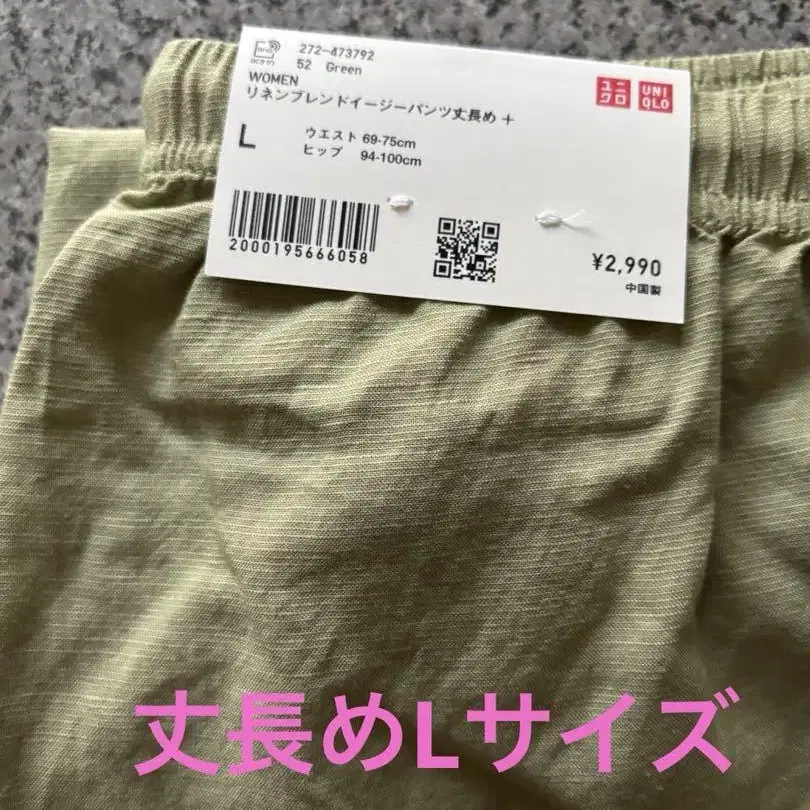 272-473792
52 Green
WOMEN
リネンブレンドイージーパンツ丈長め +
ユニクロ UNIQLO
L
ウエスト 69-75cm
ヒップ 94-100cm
2000195666058
¥2,990
中国製
丈長めLサイズ